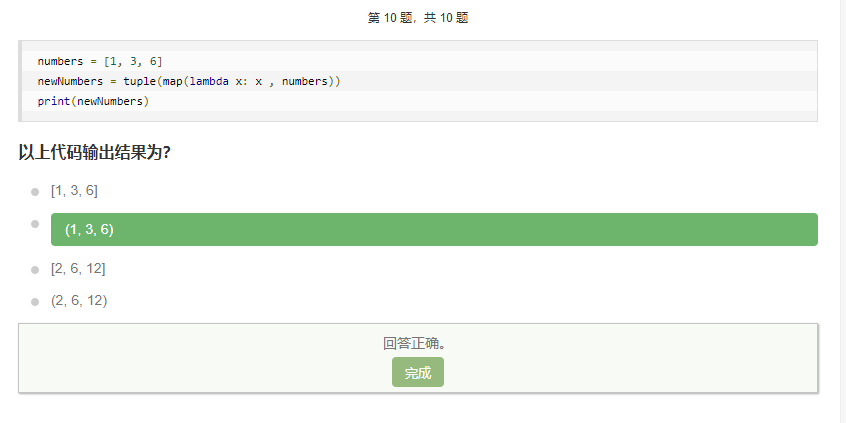 第 10 题，共 10 题
numbers = [1, 3, 6]
newNumbers = tuple(map(lambda x: x , numbers))
print(newNumbers)
以上代码输出结果为?
[1, 3, 6]
(1, 3, 6)
[2, 6, 12]
(2, 6, 12)
回答正确。
完成